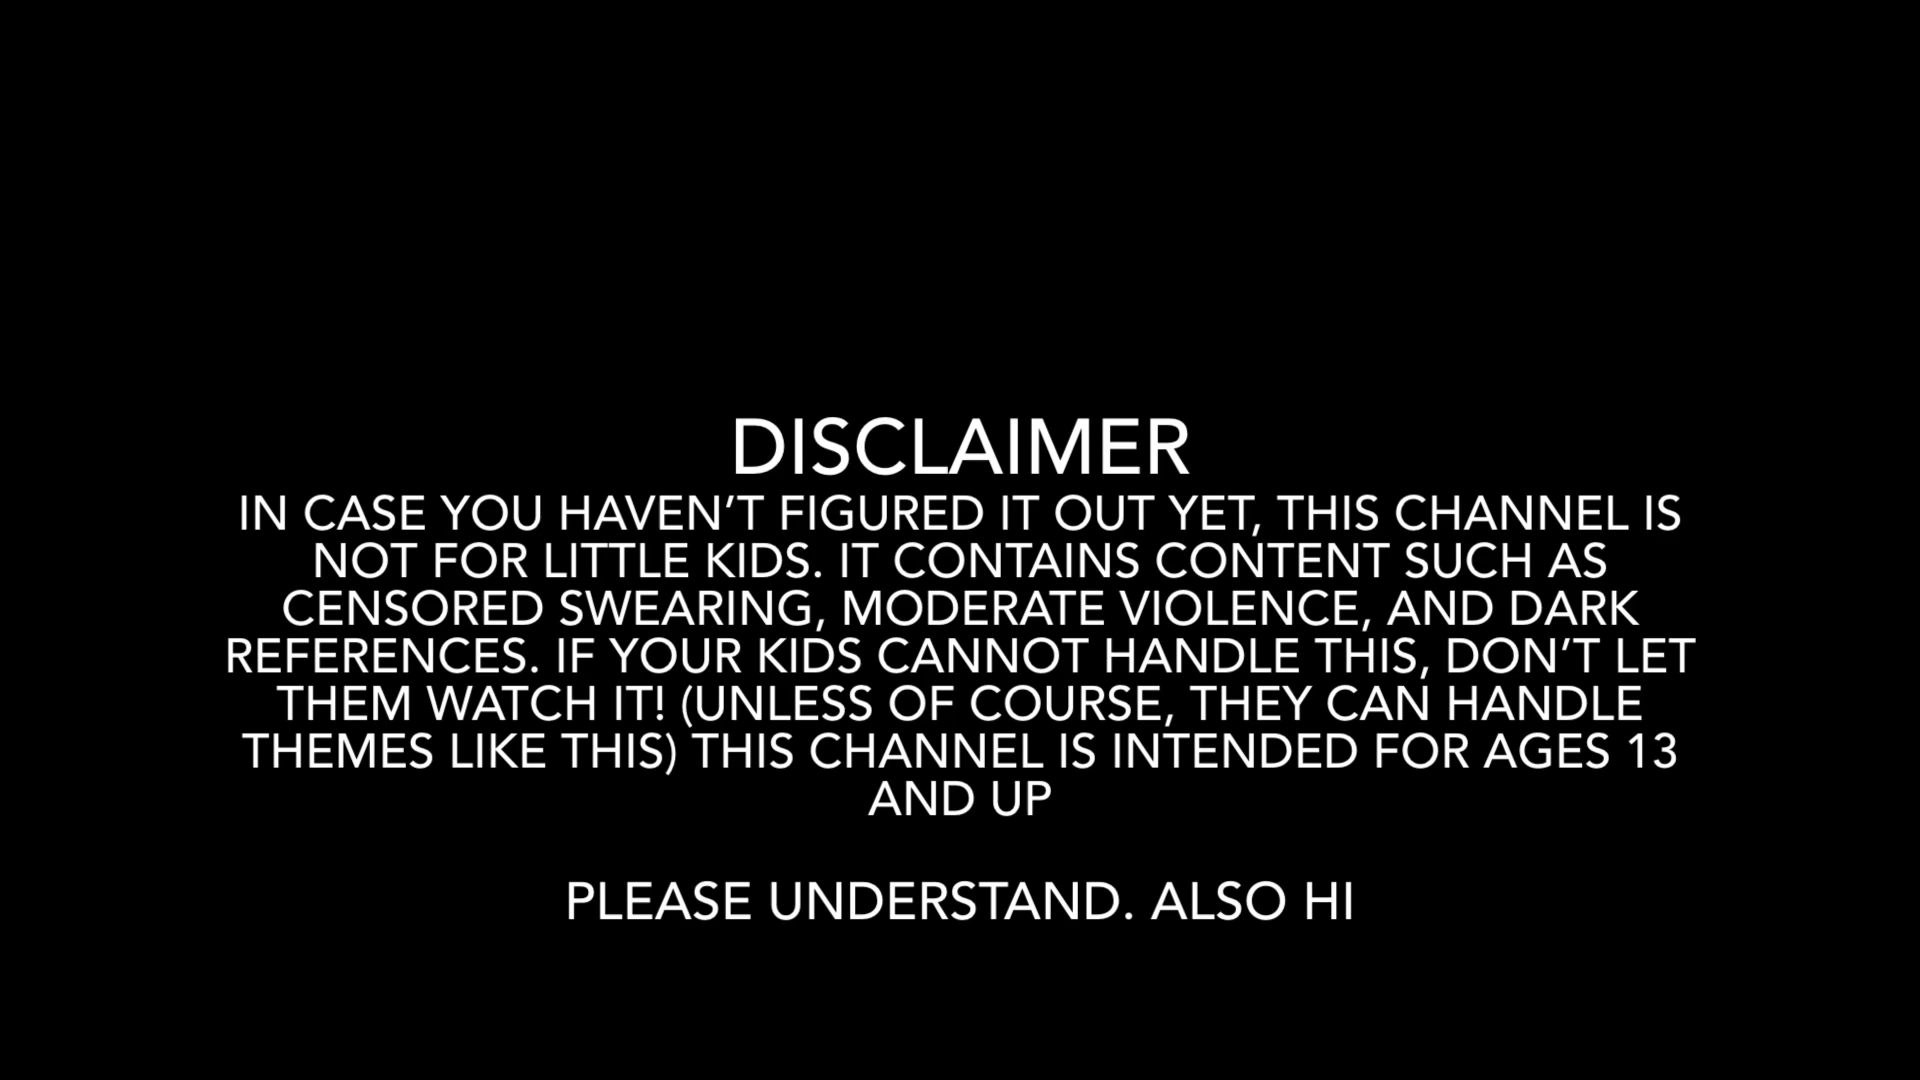 DISCLAIMER
IN CASE YOU HAVEN’T FIGURED IT OUT YET, THIS CHANNEL IS
NOT FOR LITTLE KIDS. IT CONTAINS CONTENT SUCH AS
CENSORED SWEARING, MODERATE VIOLENCE, AND DARK
REFERENCES. IF YOUR KIDS CANNOT HANDLE THIS, DON’T LET
THEM WATCH IT! (UNLESS OF COURSE, THEY CAN HANDLE
THEMES LIKE THIS) THIS CHANNEL IS INTENDED FOR AGES 13
AND UP
PLEASE UNDERSTAND. ALSO HI